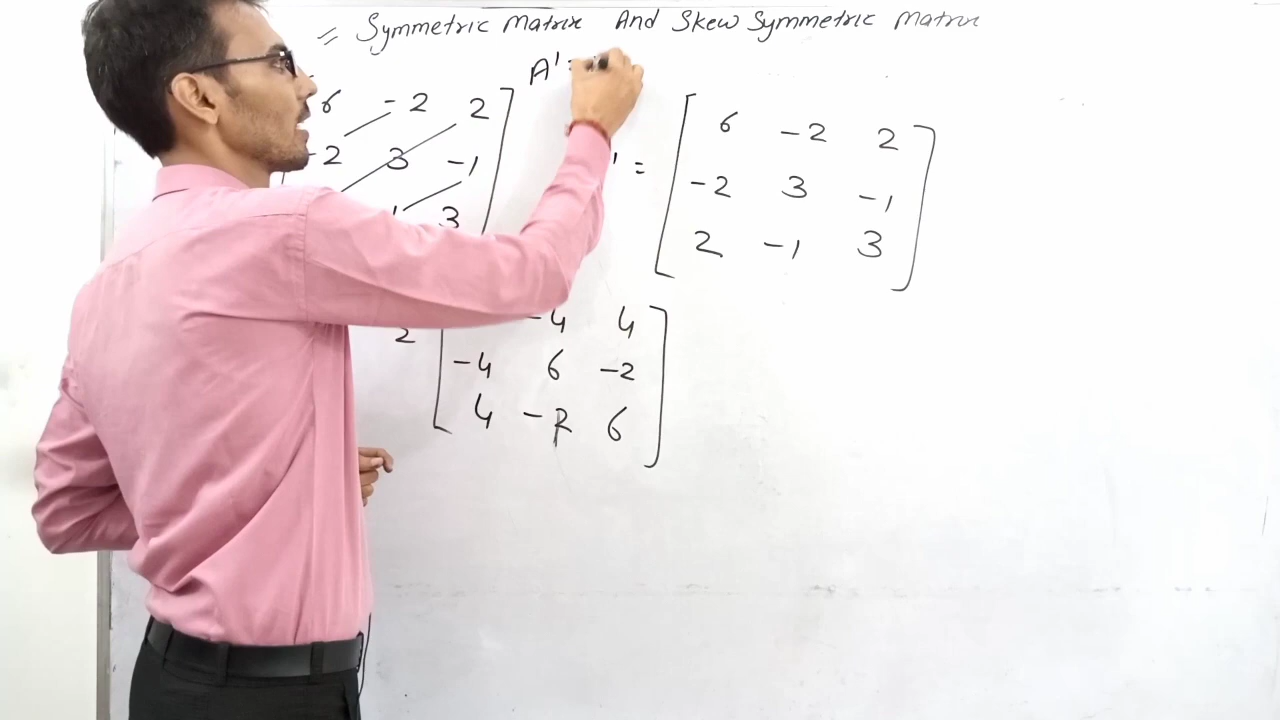 = Symmetric Matrix And Skew Symmetric Matrix
A' =
6 -2 2
-2 3 -1
3
' =
6 -2 2
-2 3 -1
2 -1 3
2
-4 4
-4 6 -2
4 -2 6